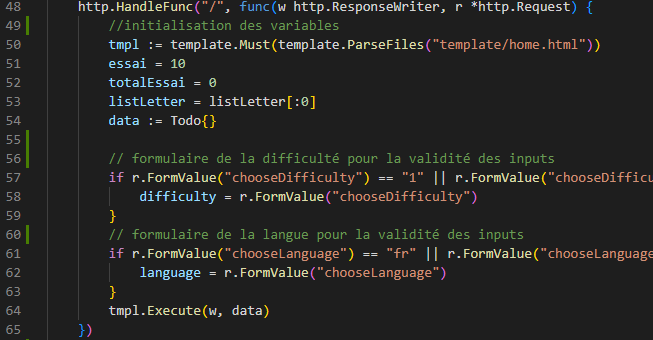 48 http.HandleFunc("/", func(w http.ResponseWriter, r *http.Request) {
49 //initialisation des variables
50 tmpl := template.Must(template.ParseFiles("template/home.html"))
51 essai = 10
52 totalEssai = 0
53 listLetter = listLetter[:0]
54 data := Todo{}
55
56 // formulaire de la difficulté pour la validité des inputs
57 if r.FormValue("chooseDifficulty") == "1" || r.FormValue("chooseDifficu
58 difficulty = r.FormValue("chooseDifficulty")
59 }
60 // formulaire de la langue pour la validité des inputs
61 if r.FormValue("chooseLanguage") == "fr" || r.FormValue("chooseLanguage
62 language = r.FormValue("chooseLanguage")
63 }
64 tmpl.Execute(w, data)
65 })